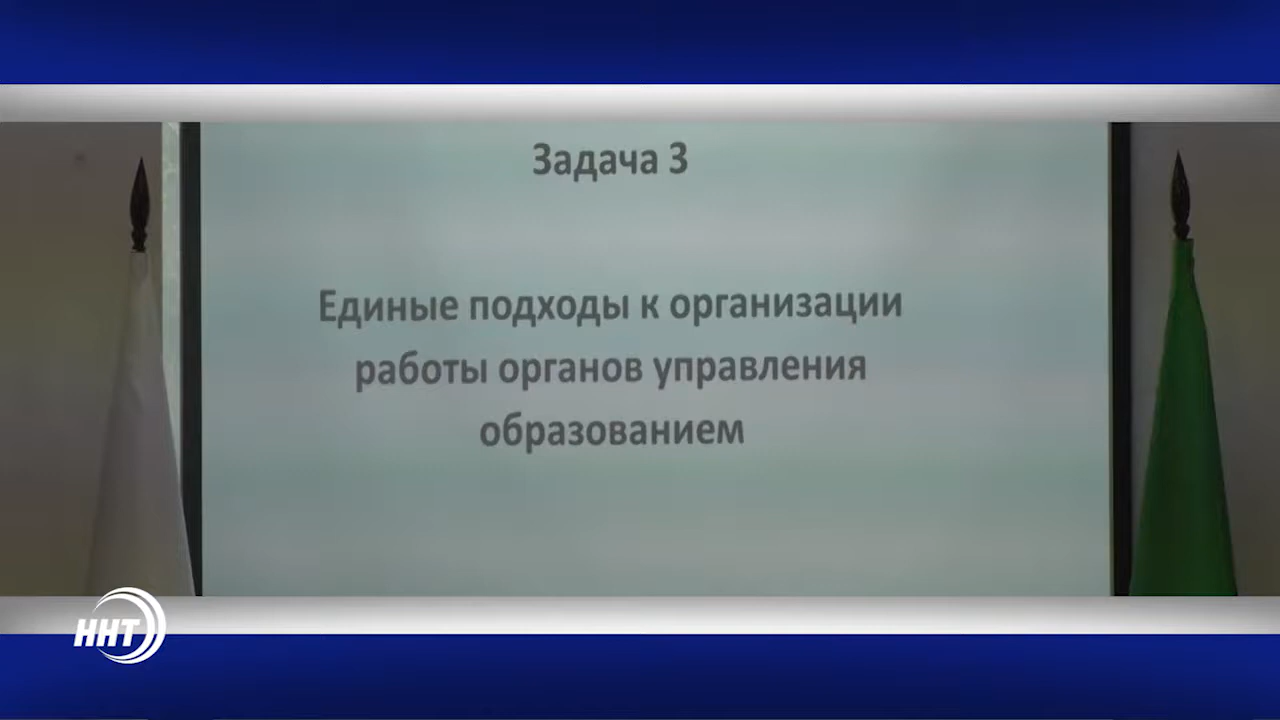 Задача 3
Единые подходы к организации
работы органов управления
образованием
ННТ